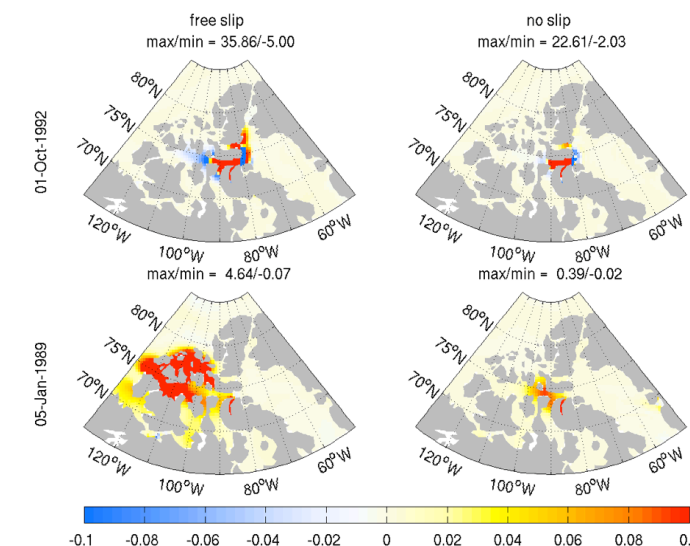 free slip
no slip
max/min = 35.86/-5.00
max/min = 22.61/-2.03
01-Oct-1992
80°N
75°N
70°N
120°W
100°W
80°W
60°W
80°N
75°N
70°N
120°W
100°W
80°W
60°W
max/min = 4.64/-0.07
max/min = 0.39/-0.02
05-Jan-1989
80°N
75°N
70°N
120°W
100°W
80°W
60°W
80°N
75°N
70°N
120°W
100°W
80°W
60°W
-0.1 -0.08 -0.06 -0.04 -0.02 0 0.02 0.04 0.06 0.08